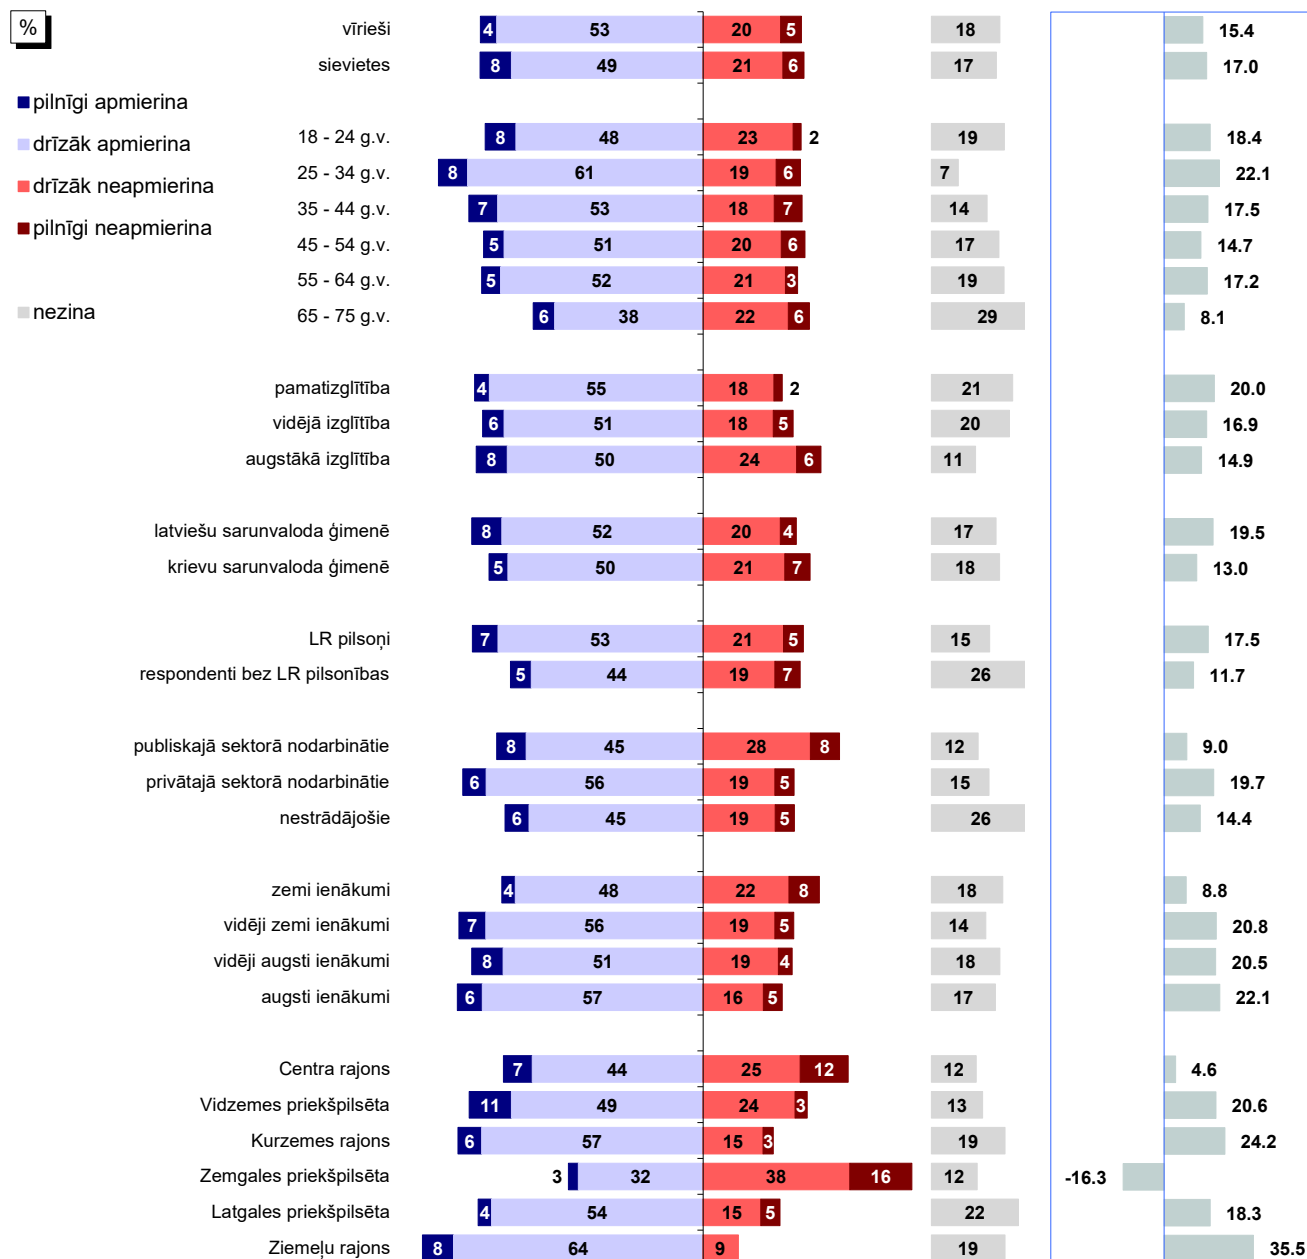 %
pilnīgi apmierina
drīzāk apmierina
drīzāk neapmierina
pilnīgi neapmierina
nezina
vīrieši 4 53 20 5 18 15.4
sievietes 8 49 21 6 17 17.0
18 - 24 g.v. 8 48 23 2 19 18.4
25 - 34 g.v. 8 61 19 6 7 22.1
35 - 44 g.v. 7 53 18 7 14 17.5
45 - 54 g.v. 5 51 20 6 17 14.7
55 - 64 g.v. 5 52 21 3 19 17.2
65 - 75 g.v. 6 38 22 6 29 8.1
pamatizglītība 4 55 18 2 21 20.0
vidējā izglītība 6 51 18 5 20 16.9
augstākā izglītība 8 50 24 6 11 14.9
latviešu sarunvaloda ģimenē 8 52 20 4 17 19.5
krievu sarunvaloda ģimenē 5 50 21 7 18 13.0
LR pilsoņi 7 53 21 5 15 17.5
respondenti bez LR pilsonības 5 44 19 7 26 11.7
publiskajā sektorā nodarbinātie 8 45 28 8 12 9.0
privātajā sektorā nodarbinātie 6 56 19 5 15 19.7
nestrādājošie 6 45 19 5 26 14.4
zemi ienākumi 4 48 22 8 18 8.8
vidēji zemi ienākumi 7 56 19 5 14 20.8
vidēji augsti ienākumi 8 51 19 4 18 20.5
augsti ienākumi 6 57 16 5 17 22.1
Centra rajons 7 44 25 12 12 4.6
Vidzemes priekšpilsēta 11 49 24 3 13 20.6
Kurzemes rajons 6 57 15 3 19 24.2
Zemgales priekšpilsēta 3 32 38 16 12 -16.3
Latgales priekšpilsēta 4 54 15 5 22 18.3
Ziemeļu rajons 8 64 9 19 35.5